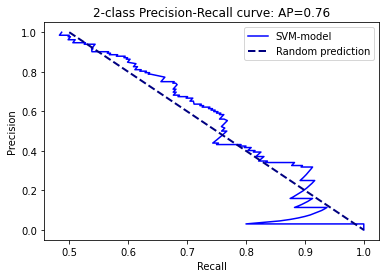 2-class Precision-Recall curve: AP=0.76
SVM-model
Random prediction
Precision
1.0
0.8
0.6
0.4
0.2
0.0
0.5 0.6 0.7 0.8 0.9 1.0
Recall